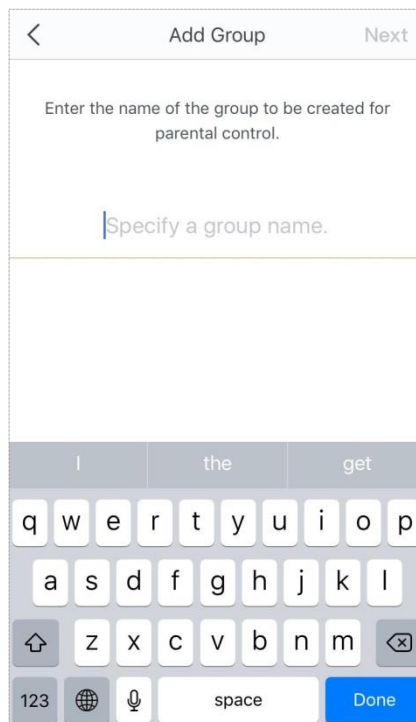 Add Group
Next
Enter the name of the group to be created for
parental control.
Specify a group name.
I the get
q w e r t y u i o p
a s d f g h j k l
z x c v b n m
123 space Done